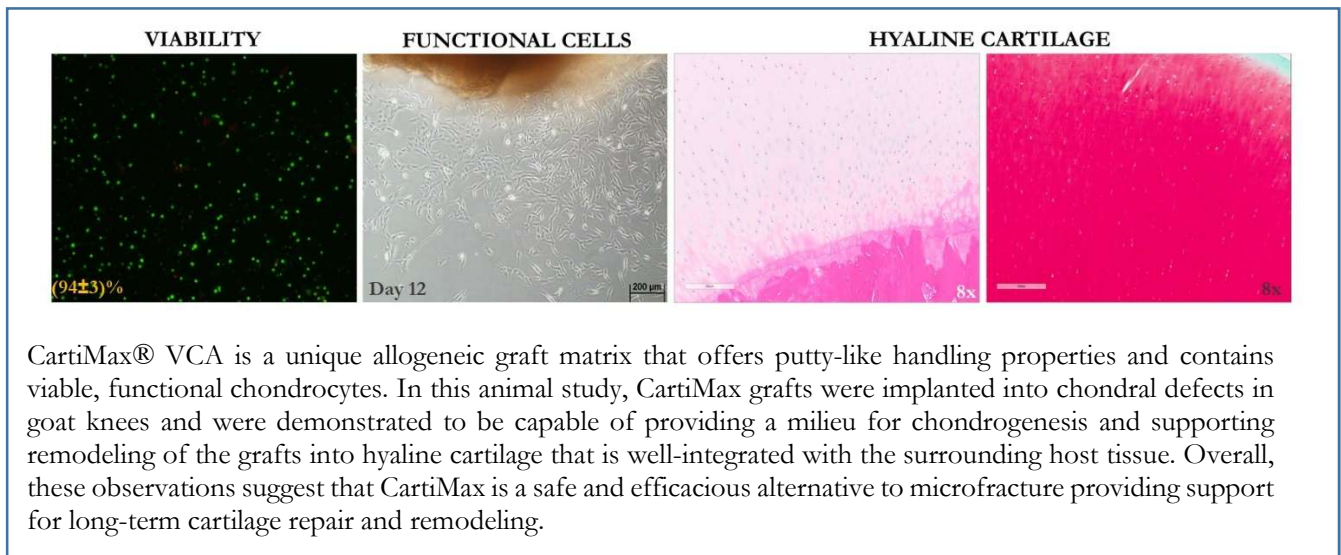 VIABILITY
FUNCTIONAL CELLS
HYALINE CARTILAGE
(94±3)%
Day 12
200 µm
8x
8x
CartiMax® VCA is a unique allogeneic graft matrix that offers putty-like handling properties and contains
viable, functional chondrocytes. In this animal study, CartiMax grafts were implanted into chondral defects in
goat knees and were demonstrated to be capable of providing a milieu for chondrogenesis and supporting
remodeling of the grafts into hyaline cartilage that is well-integrated with the surrounding host tissue. Overall,
these observations suggest that CartiMax is a safe and efficacious alternative to microfracture providing support
for long-term cartilage repair and remodeling.